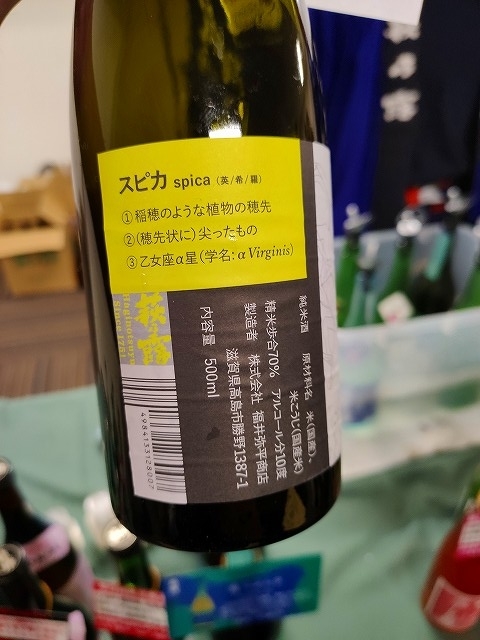 スピカ spica (英/希/羅)
①稲穂のような植物の穂先
②(穂先状に)尖ったもの
③乙女座α星(学名:α Virginis)
萩乃露
Haginotsuyu
Since 1751
純米酒 原材料名 米(国産)、
米こうじ(国産米)
精米歩合70% アルコール分10度
製造者 株式会社 福井弥平商店
滋賀県高島市勝野1387-1
内容量 500ml
4984153128007